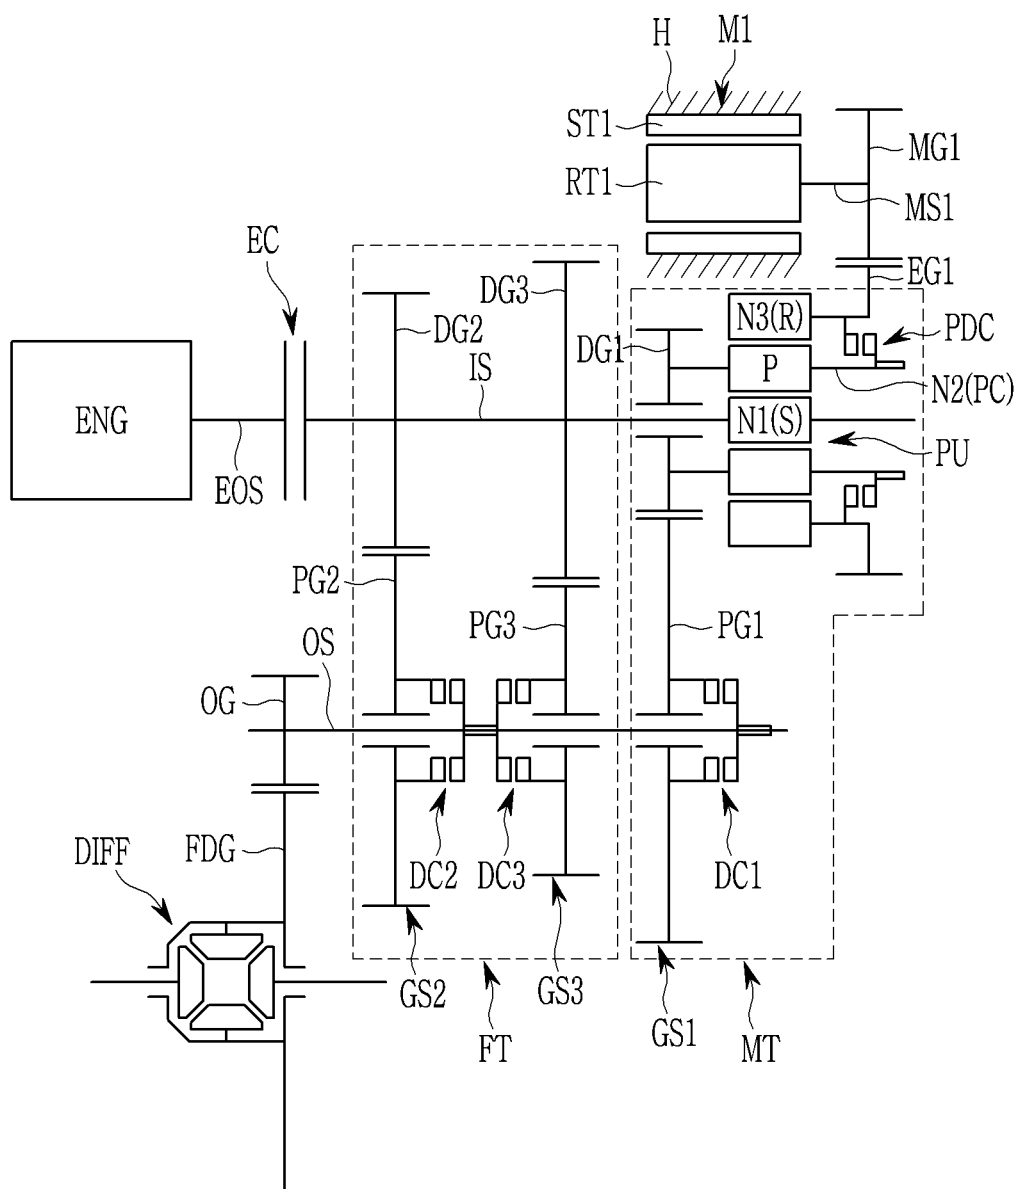 H
M1
ST1
MG1
RT1
MS1
EC
EG1
DG3
DG2
N3(R)
PDC
DG1
IS
P
N2(PC)
ENG
N1(S)
PU
EOS
PG2
PG3
PG1
OS
OG
DIFF
FDG
DC2
DC3
DC1
GS2
GS3
FT
GS1
MT